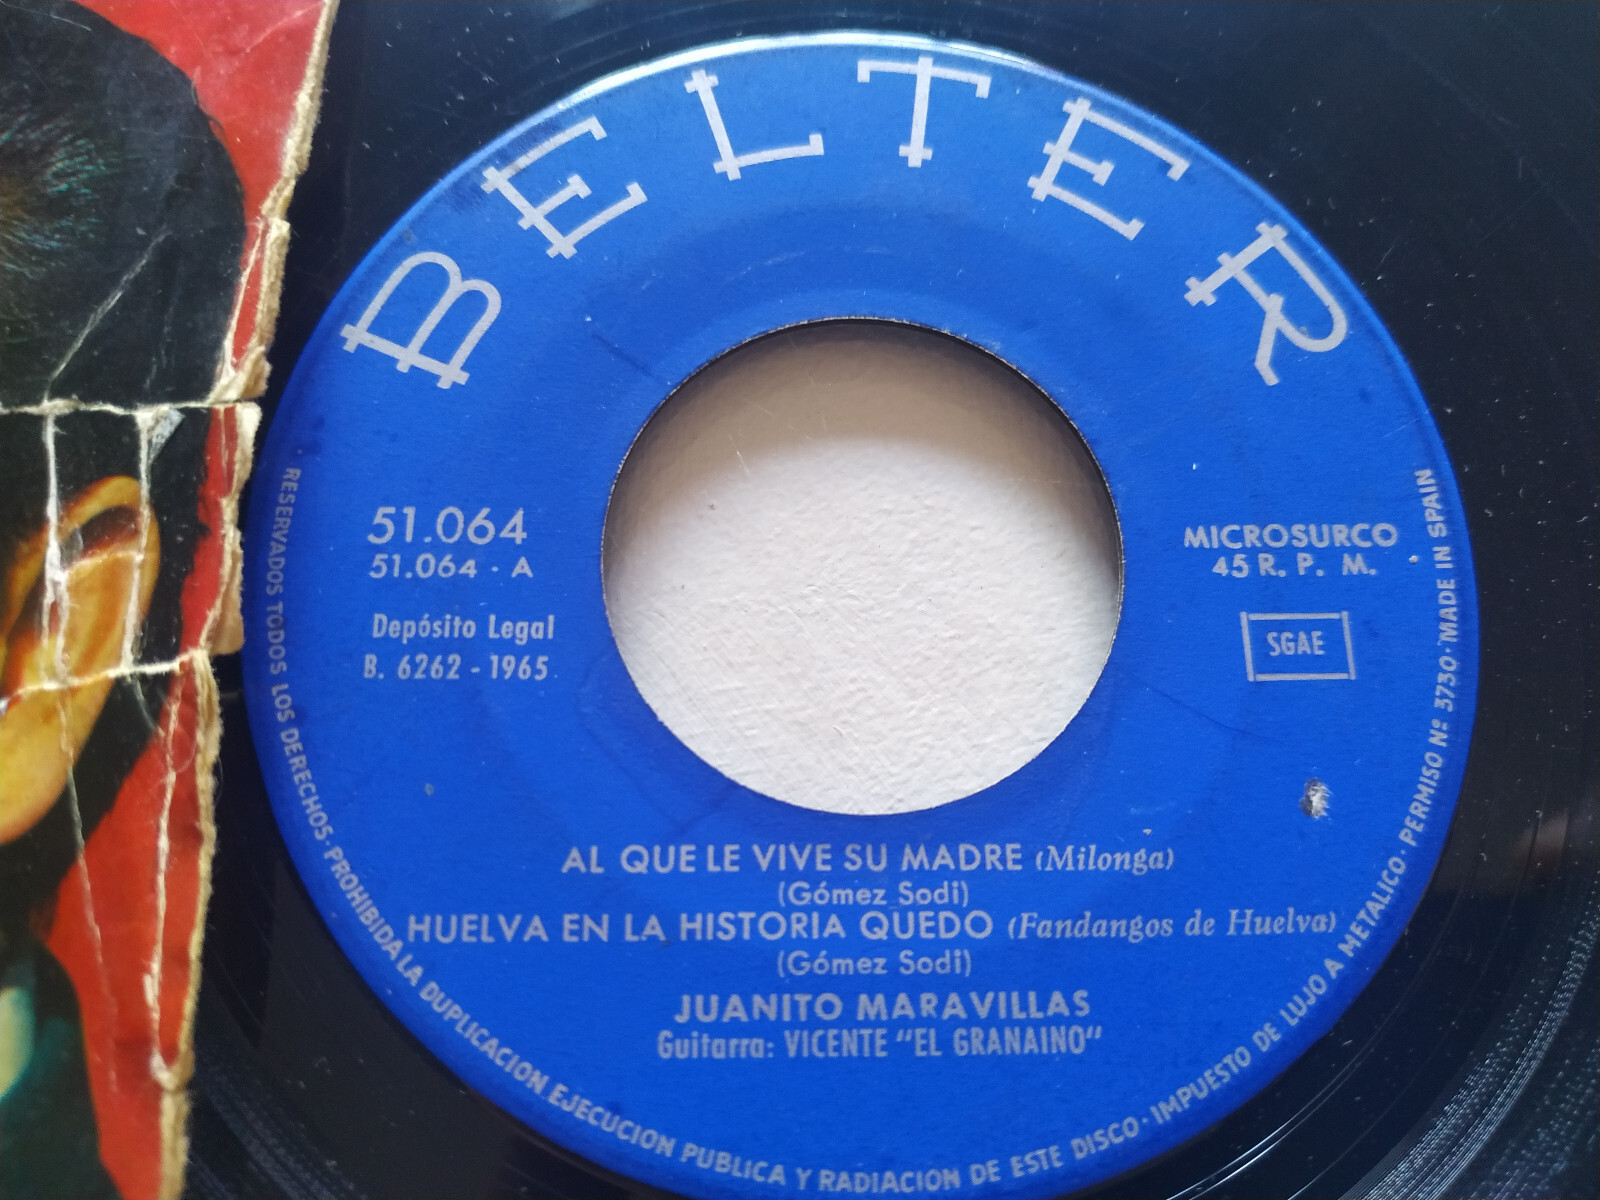 BELTER
51.064
51.064 - A
Depósito Legal
B. 6262 - 1965
MICROSURCO
45 R. P. M.
SGAE
AL QUE LE VIVE SU MADRE (Milonga)
(Gómez Sodi)
HUELVA EN LA HISTORIA QUEDO (Fandangos de Huelva)
(Gómez Sodi)
JUANITO MARAVILLAS
Guitarra: VICENTE "EL GRANAINO"
RESERVADOS TODOS LOS DERECHOS · PROHIBIDA LA DUPLICACION EJECUCION PUBLICA Y RADIACION DE ESTE DISCO · IMPUESTO DE LUJO A METALICO · PERMISO Nº 3730 · MADE IN SPAIN